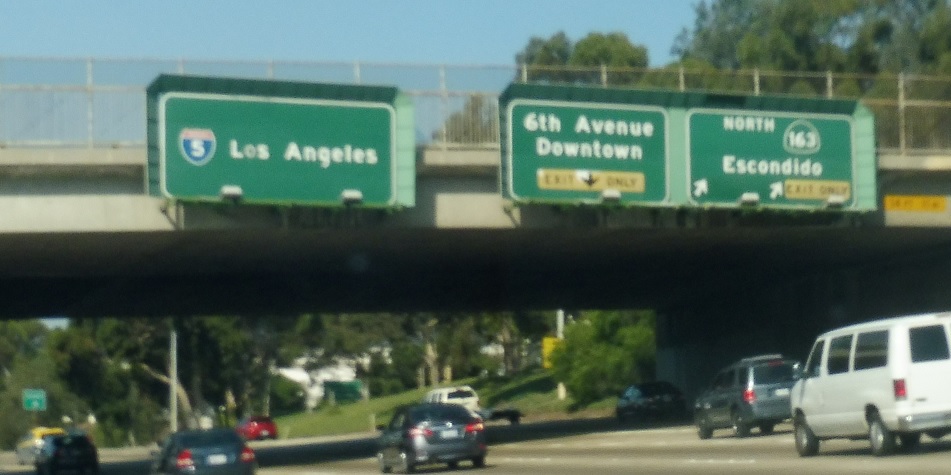 5 Los Angeles
6th Avenue
Downtown
EXIT ONLY
NORTH 163
Escondido
EXIT ONLY